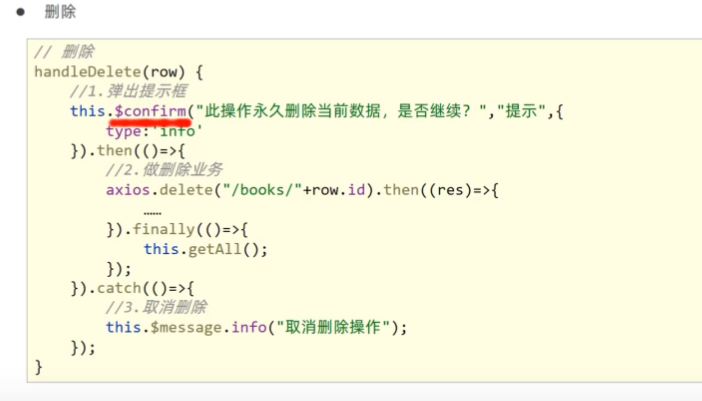 ● 删除
// 删除
handleDelete(row) {
    //1.弹出提示框
    this.$confirm("此操作永久删除当前数据，是否继续？","提示",{
        type:'info'
    }).then(()=>{
        //2.做删除业务
        axios.delete("/books/"+row.id).then((res)=>{
            ……
        }).finally(()=>{
            this.getAll();
        });
    }).catch(()=>{
        //3.取消删除
        this.$message.info("取消删除操作");
    });
}